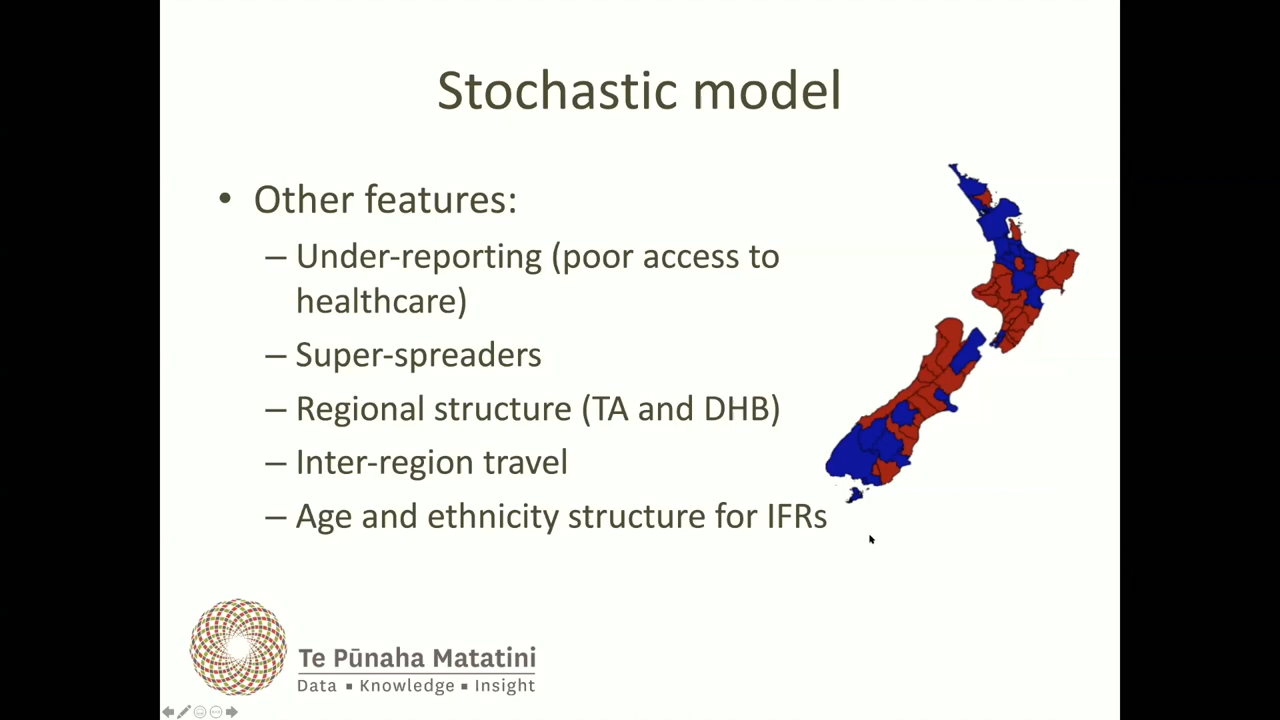 Stochastic model
• Other features:
– Under-reporting (poor access to
healthcare)
– Super-spreaders
– Regional structure (TA and DHB)
– Inter-region travel
– Age and ethnicity structure for IFRs
Te Pūnaha Matatini
Data ▪ Knowledge ▪ Insight